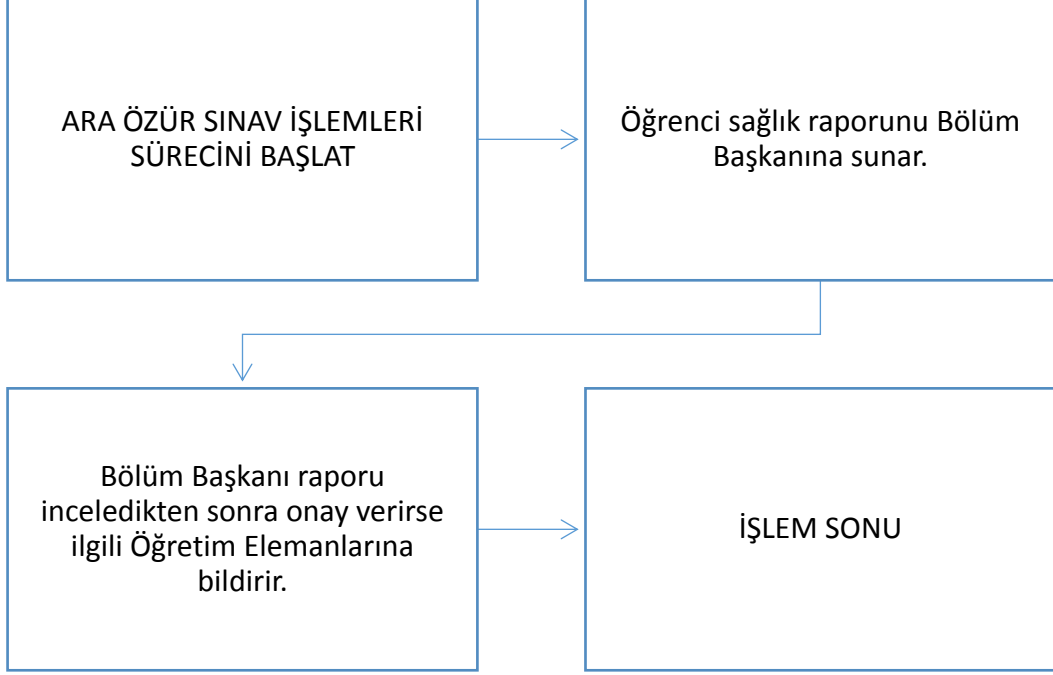 ARA ÖZÜR SINAV İŞLEMLERİ
SÜRECİNİ BAŞLAT
Öğrenci sağlık raporunu Bölüm
Başkanına sunar.
Bölüm Başkanı raporu
inceledikten sonra onay verirse
ilgili Öğretim Elemanlarına
bildirir.
İŞLEM SONU